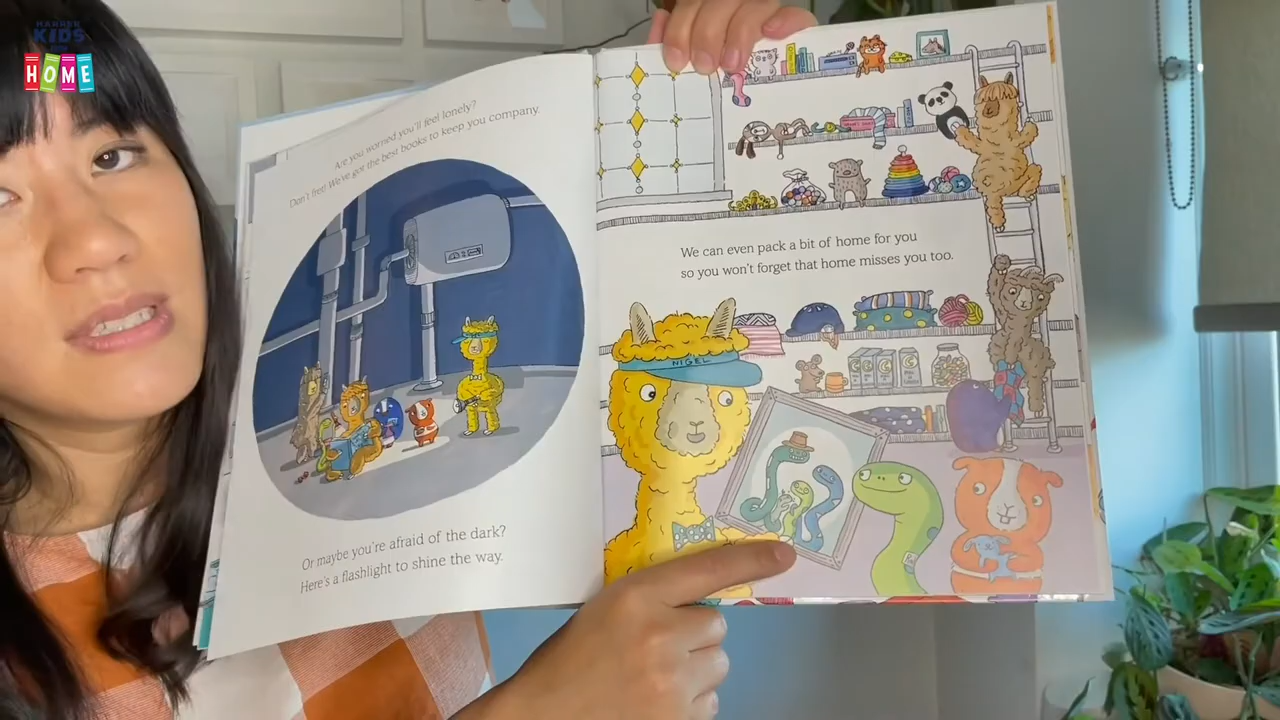 HARPER
KIDS
HOME
Are you worried you'll feel lonely?
Don't fret! We've got the best books to keep you company.
Or maybe you're afraid of the dark?
Here's a flashlight to shine the way.
We can even pack a bit of home for you
so you won't forget that home misses you too.
NIGEL